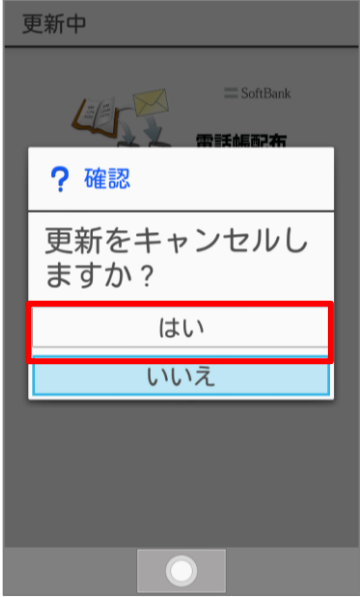 更新中
SoftBank
電話帳配布
? 確認
更新をキャンセルし
ますか？
はい
いいえ